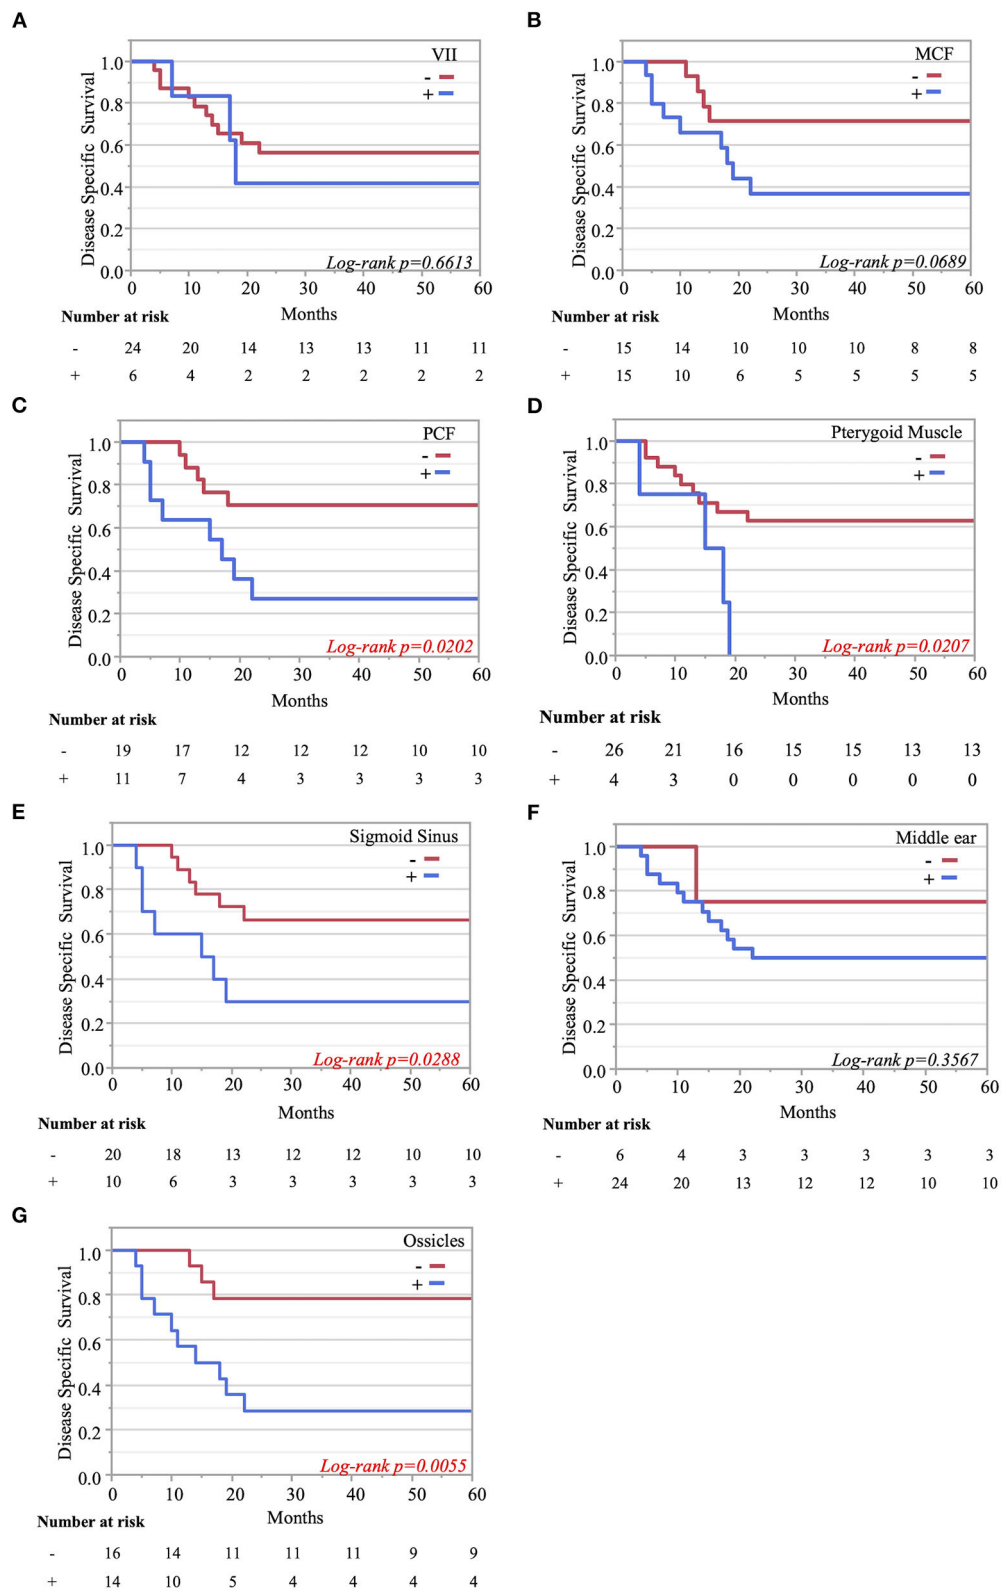 A
VII
-
+
Disease Specific Survival
1.0
0.8
0.6
0.4
0.2
0.0
Log-rank p=0.6613
0 10 20 30 40 50 60
Number at risk
Months
- 24 20 14 13 13 11 11
+ 6 4 2 2 2 2 2
B
MCF
-
+
Disease Specific Survival
1.0
0.8
0.6
0.4
0.2
0.0
Log-rank p=0.0689
0 10 20 30 40 50 60
Number at risk
Months
- 15 14 10 10 10 8 8
+ 15 10 6 5 5 5 5
C
PCF
-
+
Disease Specific Survival
1.0
0.8
0.6
0.4
0.2
0.0
Log-rank p=0.0202
0 10 20 30 40 50 60
Months
Number at risk
- 19 17 12 12 12 10 10
+ 11 7 4 3 3 3 3
D
Pterygoid Muscle
-
+
Disease Specific Survival
1.0
0.8
0.6
0.4
0.2
0.0
Log-rank p=0.0207
0 10 20 30 40 50 60
Months
Number at risk
- 26 21 16 15 15 13 13
+ 4 3 0 0 0 0 0
E
Sigmoid Sinus
-
+
Disease Specific Survival
1.0
0.8
0.6
0.4
0.2
0.0
Log-rank p=0.0288
0 10 20 30 40 50 60
Months
Number at risk
- 20 18 13 12 12 10 10
+ 10 6 3 3 3 3 3
F
Middle ear
-
+
Disease Specific Survival
1.0
0.8
0.6
0.4
0.2
0.0
Log-rank p=0.3567
0 10 20 30 40 50 60
Months
Number at risk
- 6 4 3 3 3 3 3
+ 24 20 13 12 12 10 10
G
Ossicles
-
+
Disease Specific Survival
1.0
0.8
0.6
0.4
0.2
0.0
Log-rank p=0.0055
0 10 20 30 40 50 60
Months
Number at risk
- 16 14 11 11 11 9 9
+ 14 10 5 4 4 4 4